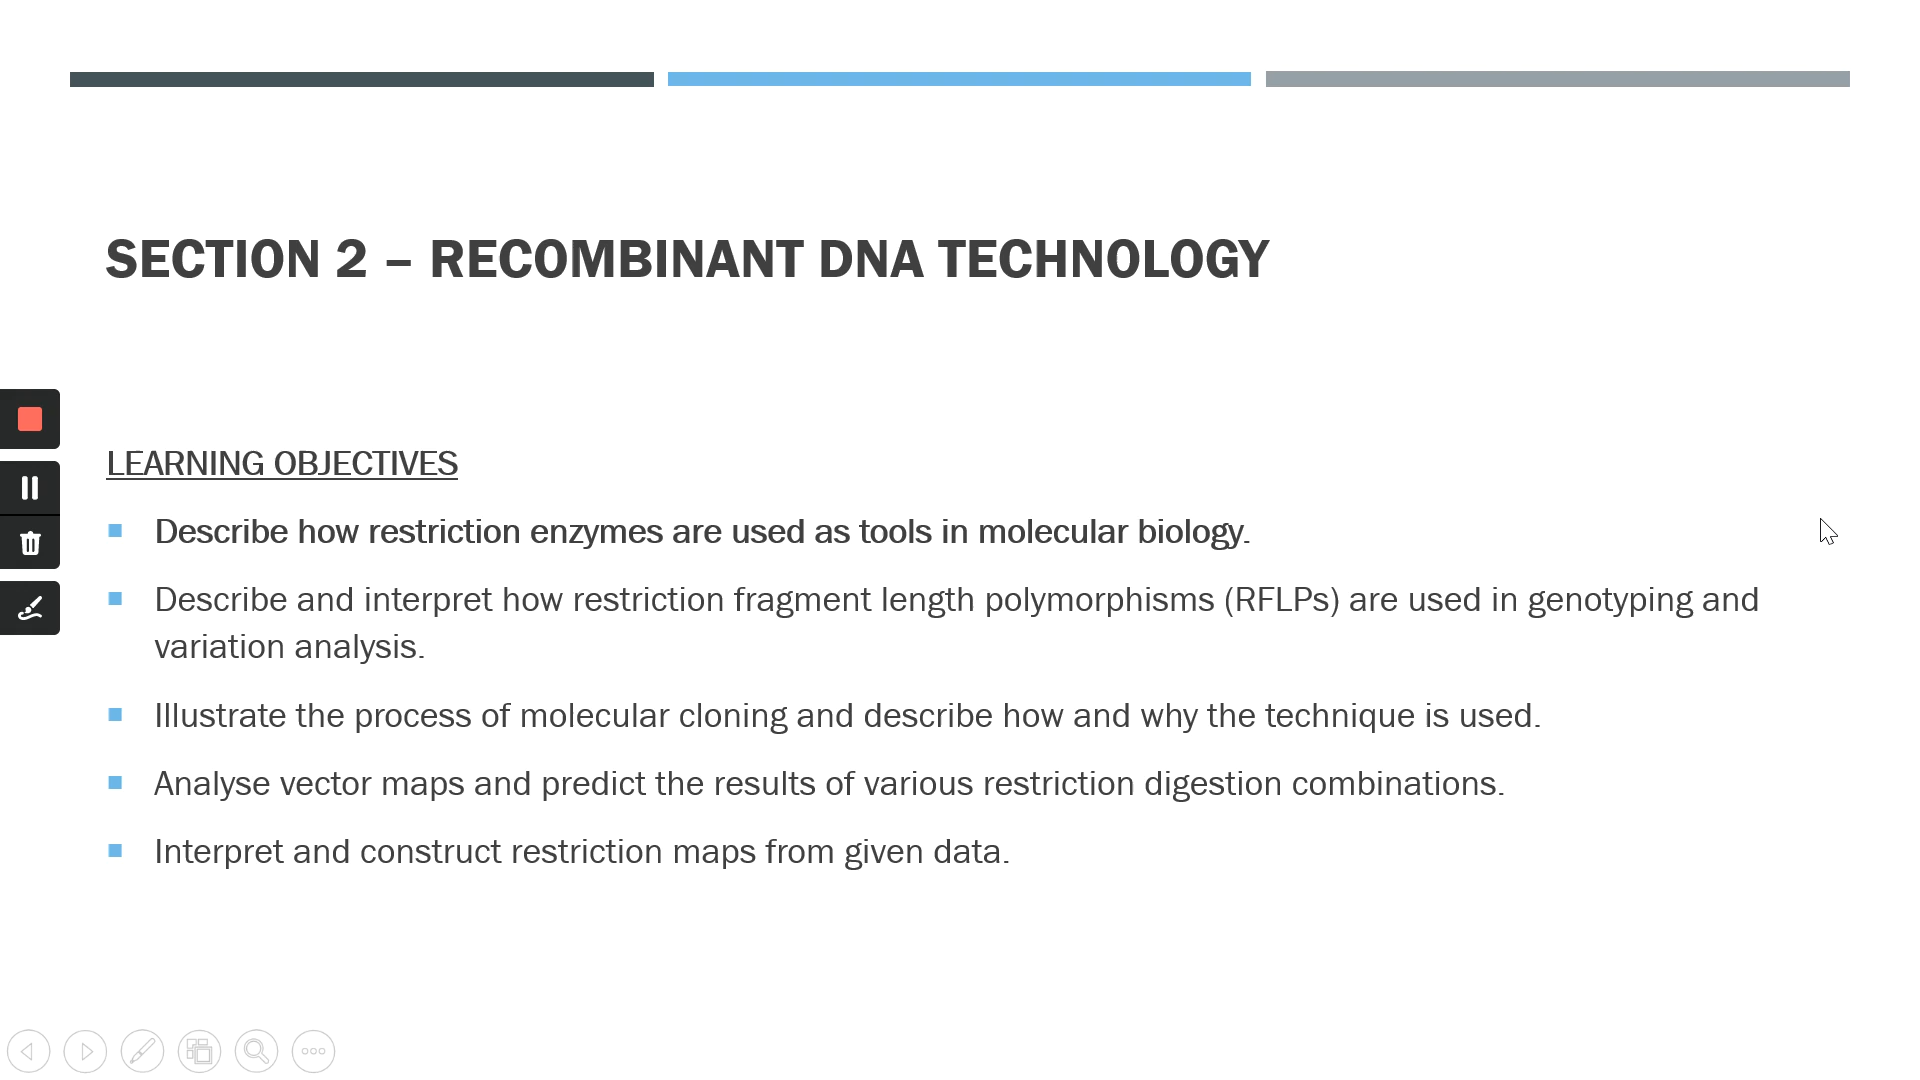 SECTION 2 – RECOMBINANT DNA TECHNOLOGY
LEARNING OBJECTIVES
Describe how restriction enzymes are used as tools in molecular biology.
Describe and interpret how restriction fragment length polymorphisms (RFLPs) are used in genotyping and
variation analysis.
Illustrate the process of molecular cloning and describe how and why the technique is used.
Analyse vector maps and predict the results of various restriction digestion combinations.
Interpret and construct restriction maps from given data.